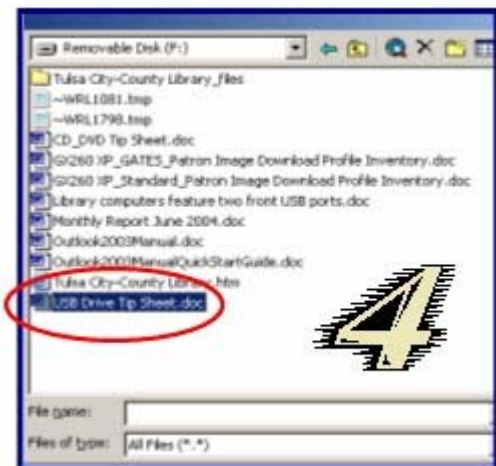 Removable Disk (F:)
Tulsa City-County Library_files
~WRL1081.tmp
~WRL1798.tmp
CD_DVD Tip Sheet.doc
GX260 XP_GATES_Patron Image Download Profile Inventory.doc
GX260 XP_Standard_Patron Image Download Profile Inventory.doc
Library computers feature two front USB ports.doc
Monthly Report June 2004.doc
Outlook2003Manual.doc
Outlook2003ManualQuickStartGuide.doc
Tulsa City-County Library.htm
USB Drive Tip Sheet.doc
4
File name:
Files of type: All Files (*.*)